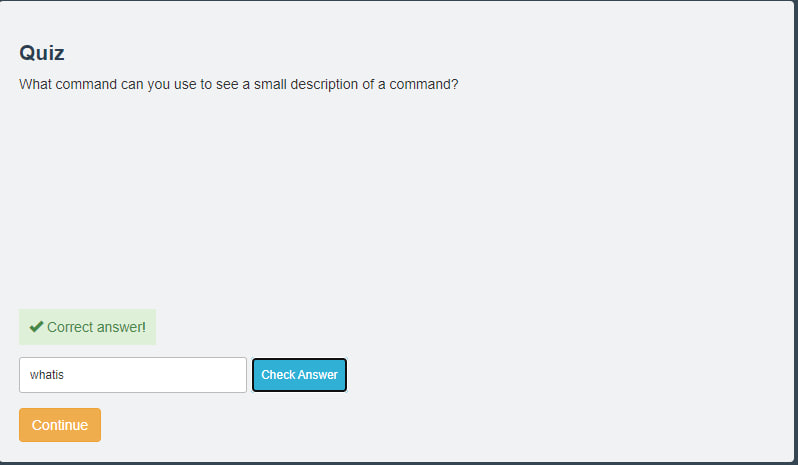 Quiz
What command can you use to see a small description of a command?
Correct answer!
whatis
Check Answer
Continue